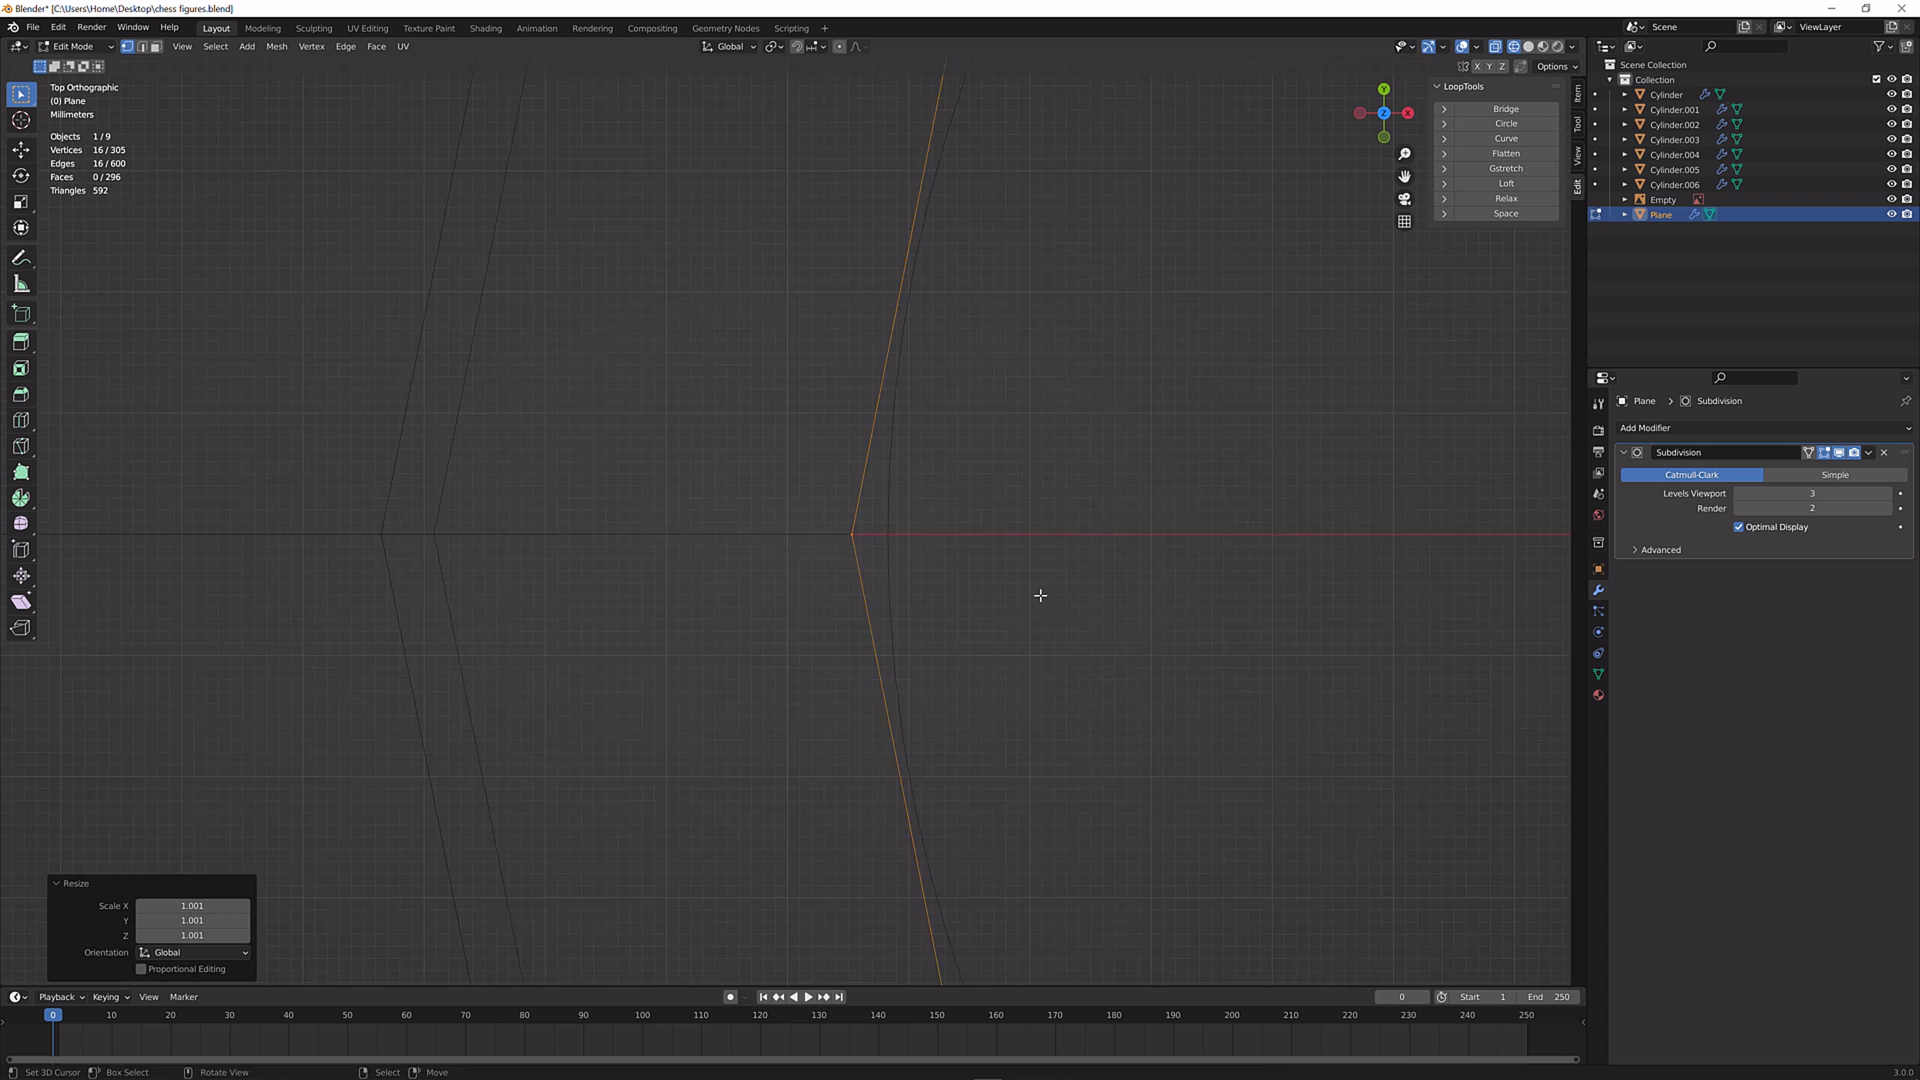 Blender* [C:\Users\Home\Desktop\chess figures.blend]
File Edit Render Window Help Layout Modeling Sculpting UV Editing Texture Paint Shading Animation Rendering Compositing Geometry Nodes Scripting + Scene ViewLayer
Edit Mode View Select Add Mesh Vertex Edge Face UV Global
X Y Z Options
Top Orthographic
(0) Plane
Millimeters
Objects 1 / 9
Vertices 16 / 305
Edges 16 / 600
Faces 0 / 296
Triangles 592
Y
Z X
LoopTools
Bridge
Circle
Curve
Flatten
Gstretch
Loft
Relax
Space
Item
Tool
View
Edit
Scene Collection
Collection
Cylinder
Cylinder.001
Cylinder.002
Cylinder.003
Cylinder.004
Cylinder.005
Cylinder.006
Empty
Plane
Plane > Subdivision
Add Modifier
Subdivision
Catmull-Clark Simple
Levels Viewport 3
Render 2
Optimal Display
Advanced
Resize
Scale X 1.001
Y 1.001
Z 1.001
Orientation Global
Proportional Editing
Playback Keying View Marker 0 Start 1 End 250
0 10 20 30 40 50 60 70 80 90 100 110 120 130 140 150 160 170 180 190 200 210 220 230 240 250
Set 3D Cursor Box Select Rotate View Select Move 3.0.0